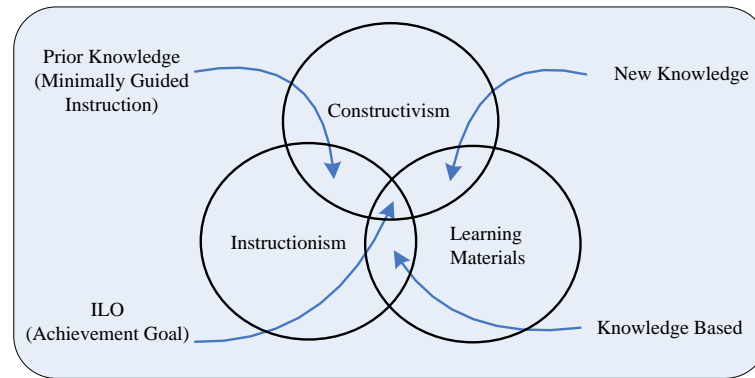 Prior Knowledge
(Minimally Guided
Instruction)
New Knowledge
Constructivism
Instructionism
Learning
Materials
ILO
(Achievement Goal)
Knowledge Based